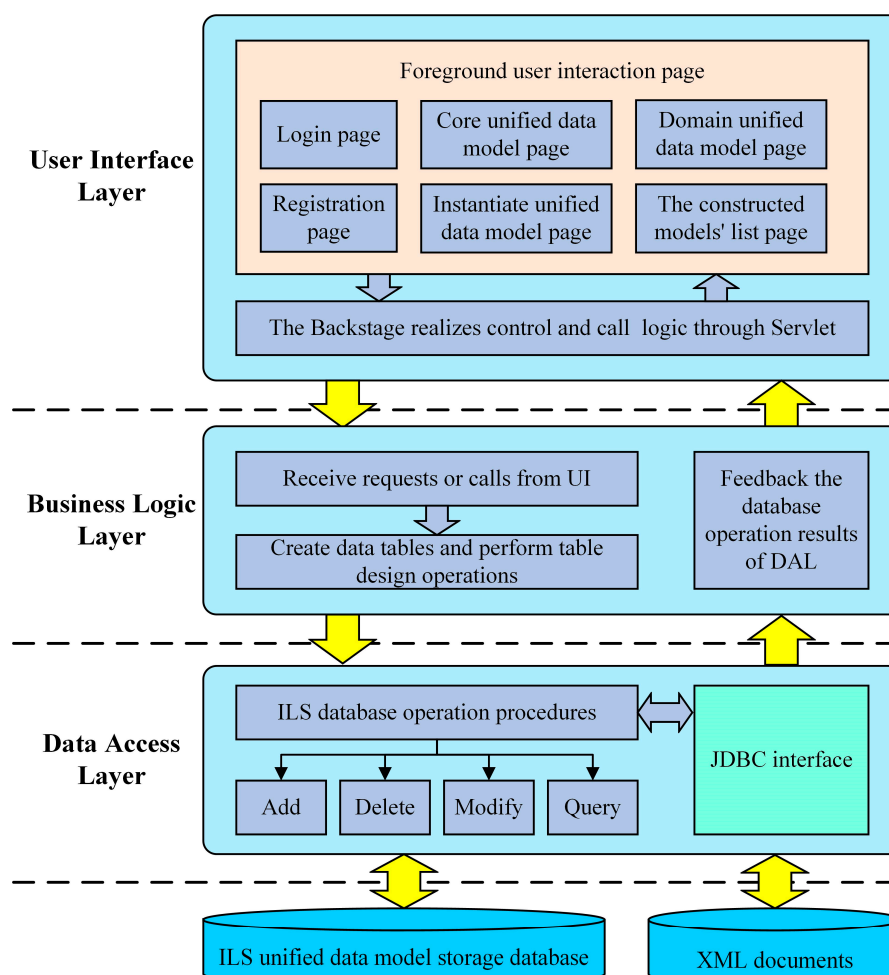 User Interface
Layer
Foreground user interaction page
Login page
Core unified data
model page
Domain unified
data model page
Registration
page
Instantiate unified
data model page
The constructed
models' list page
The Backstage realizes control and call logic through Servlet
Business Logic
Layer
Receive requests or calls from UI
Create data tables and perform table
design operations
Feedback the
database
operation results
of DAL
Data Access
Layer
ILS database operation procedures
JDBC interface
Add
Delete
Modify
Query
ILS unified data model storage database
XML documents